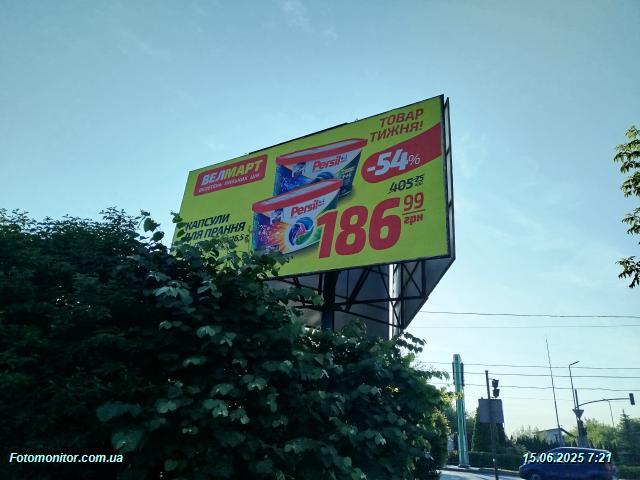 ТОВАР
ТИЖНЯ!
ВЕЛМАРТ
Persil
-54%
405 25
Persil
186 99
грн
КАПСУЛИ
ДЛЯ ПРАННЯ
Fotomonitor.com.ua
15.06.2025 7:21